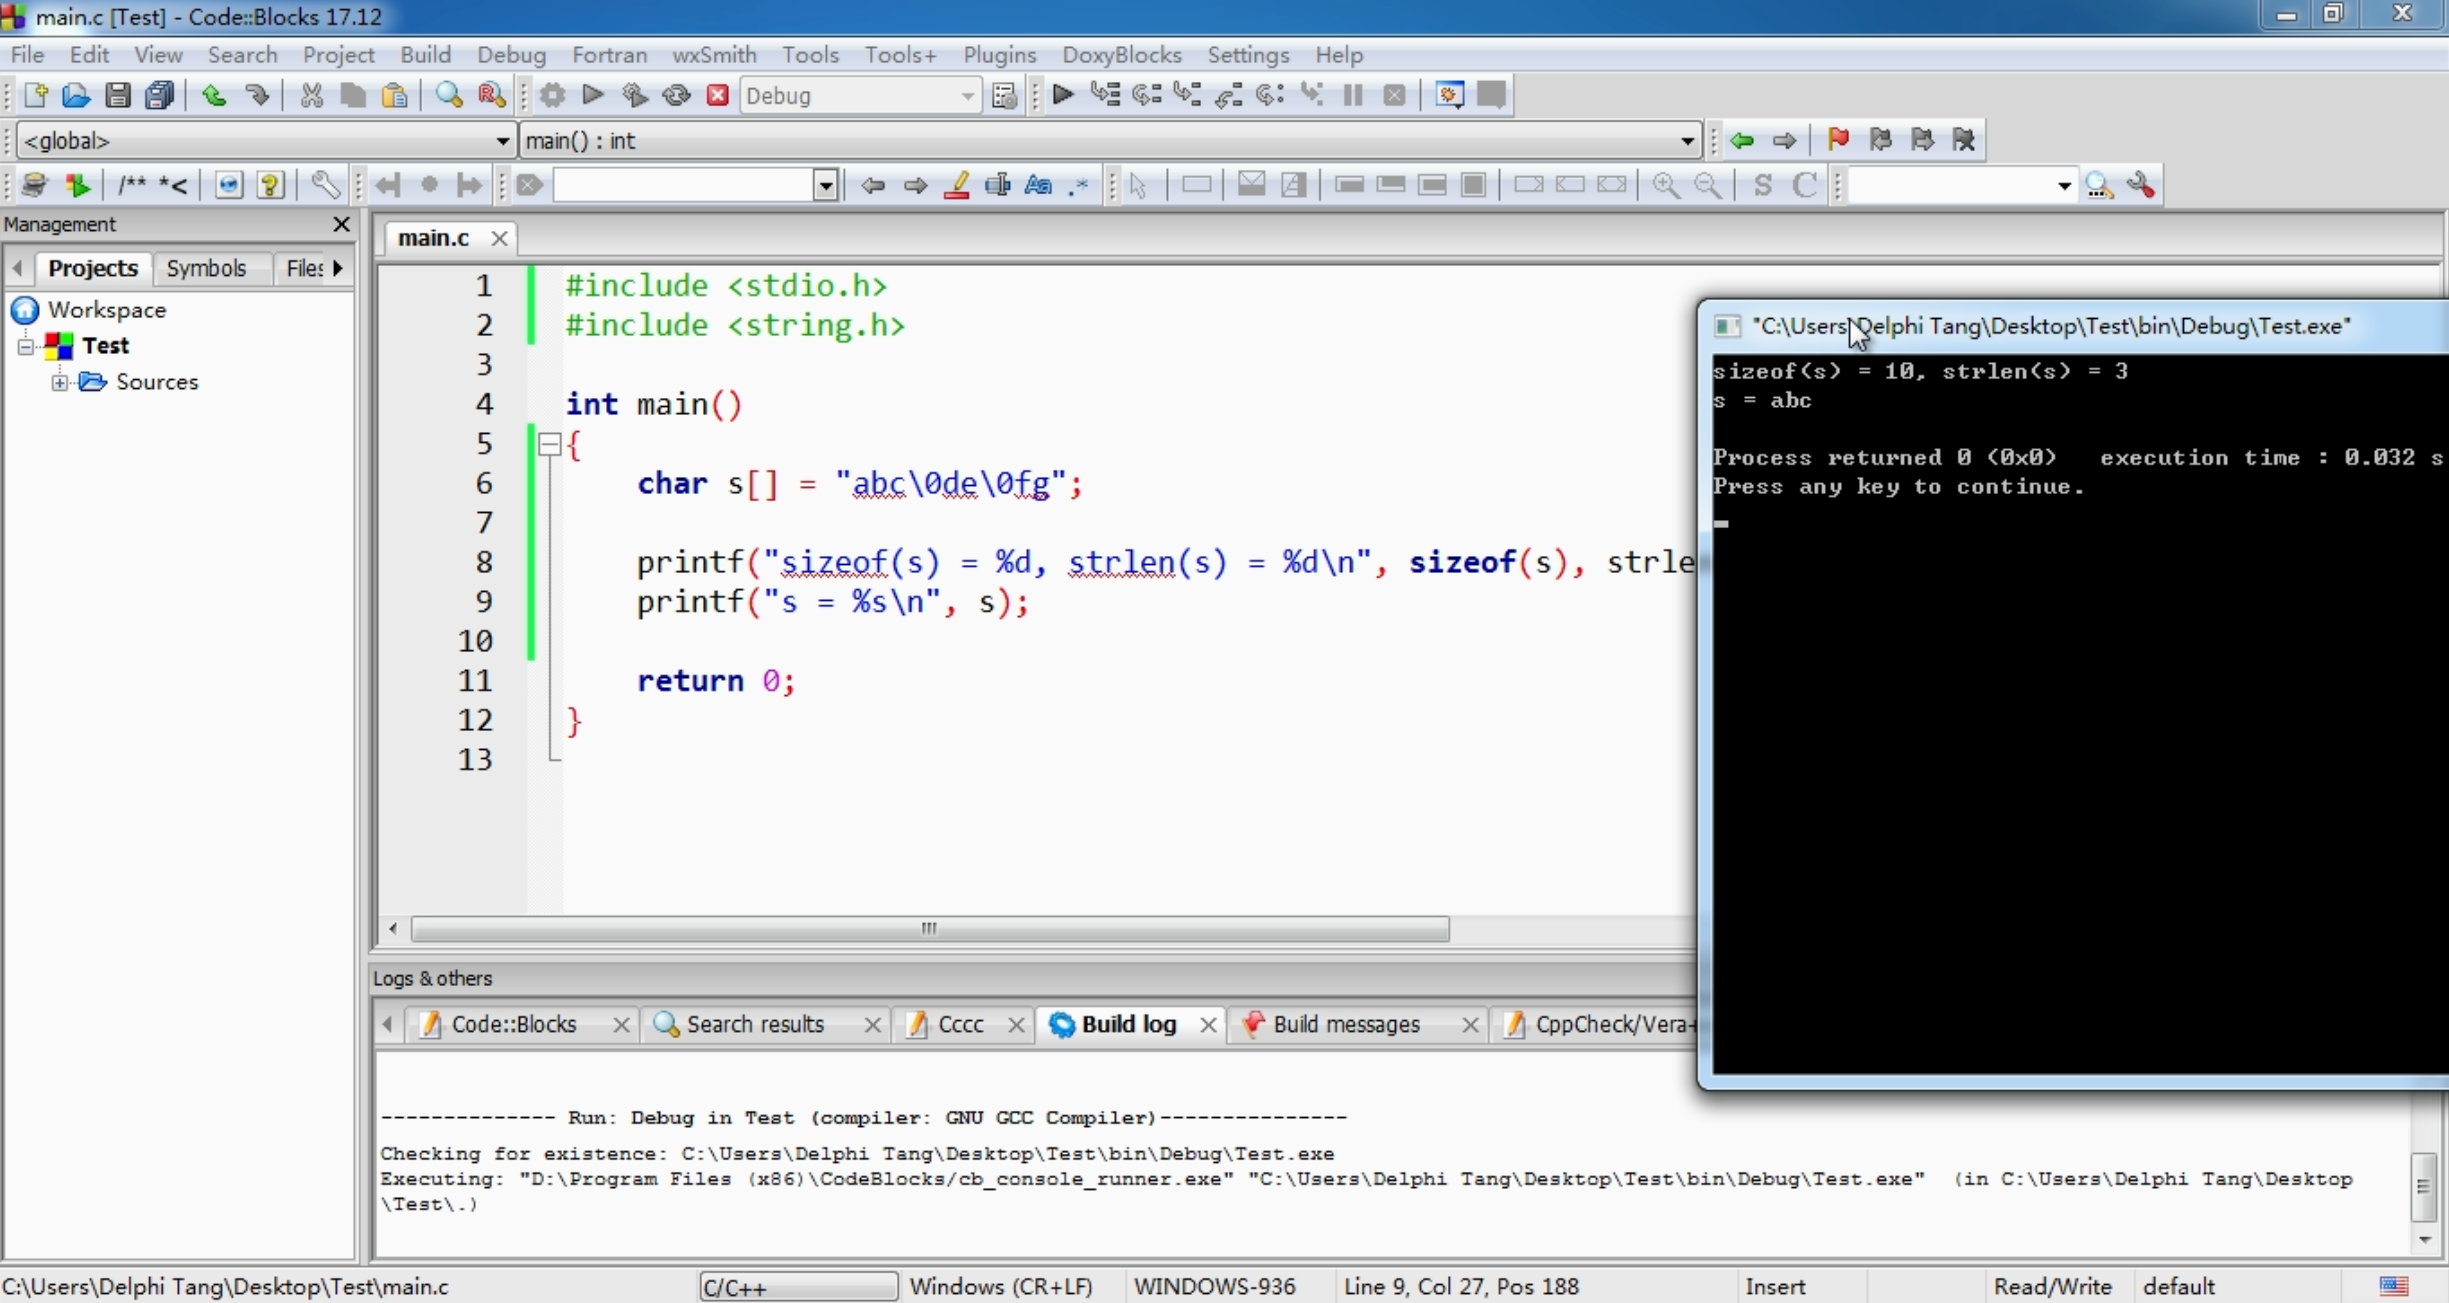 main.c [Test] - Code::Blocks 17.12
File Edit View Search Project Build Debug Fortran wxSmith Tools Tools+ Plugins DoxyBlocks Settings Help
Debug
<global> main() : int
/** *<
S C
Management
main.c
Projects Symbols Files
Workspace
Test
Sources
1 #include <stdio.h>
2 #include <string.h>
3
4 int main()
5 {
6 char s[] = "abc\0de\0fg";
7
8 printf("sizeof(s) = %d, strlen(s) = %d\n", sizeof(s), strle
9 printf("s = %s\n", s);
10
11 return 0;
12 }
13
"C:\Users\Delphi Tang\Desktop\Test\bin\Debug\Test.exe"
sizeof(s) = 10, strlen(s) = 3
s = abc
Process returned 0 (0x0) execution time : 0.032 s
Press any key to continue.
Logs & others
Code::Blocks Search results Cccc Build log Build messages CppCheck/Vera+
-------------- Run: Debug in Test (compiler: GNU GCC Compiler)---------------
Checking for existence: C:\Users\Delphi Tang\Desktop\Test\bin\Debug\Test.exe
Executing: "D:\Program Files (x86)\CodeBlocks/cb_console_runner.exe" "C:\Users\Delphi Tang\Desktop\Test\bin\Debug\Test.exe" (in C:\Users\Delphi Tang\Desktop
\Test\.)
C:\Users\Delphi Tang\Desktop\Test\main.c C/C++ Windows (CR+LF) WINDOWS-936 Line 9, Col 27, Pos 188 Insert Read/Write default